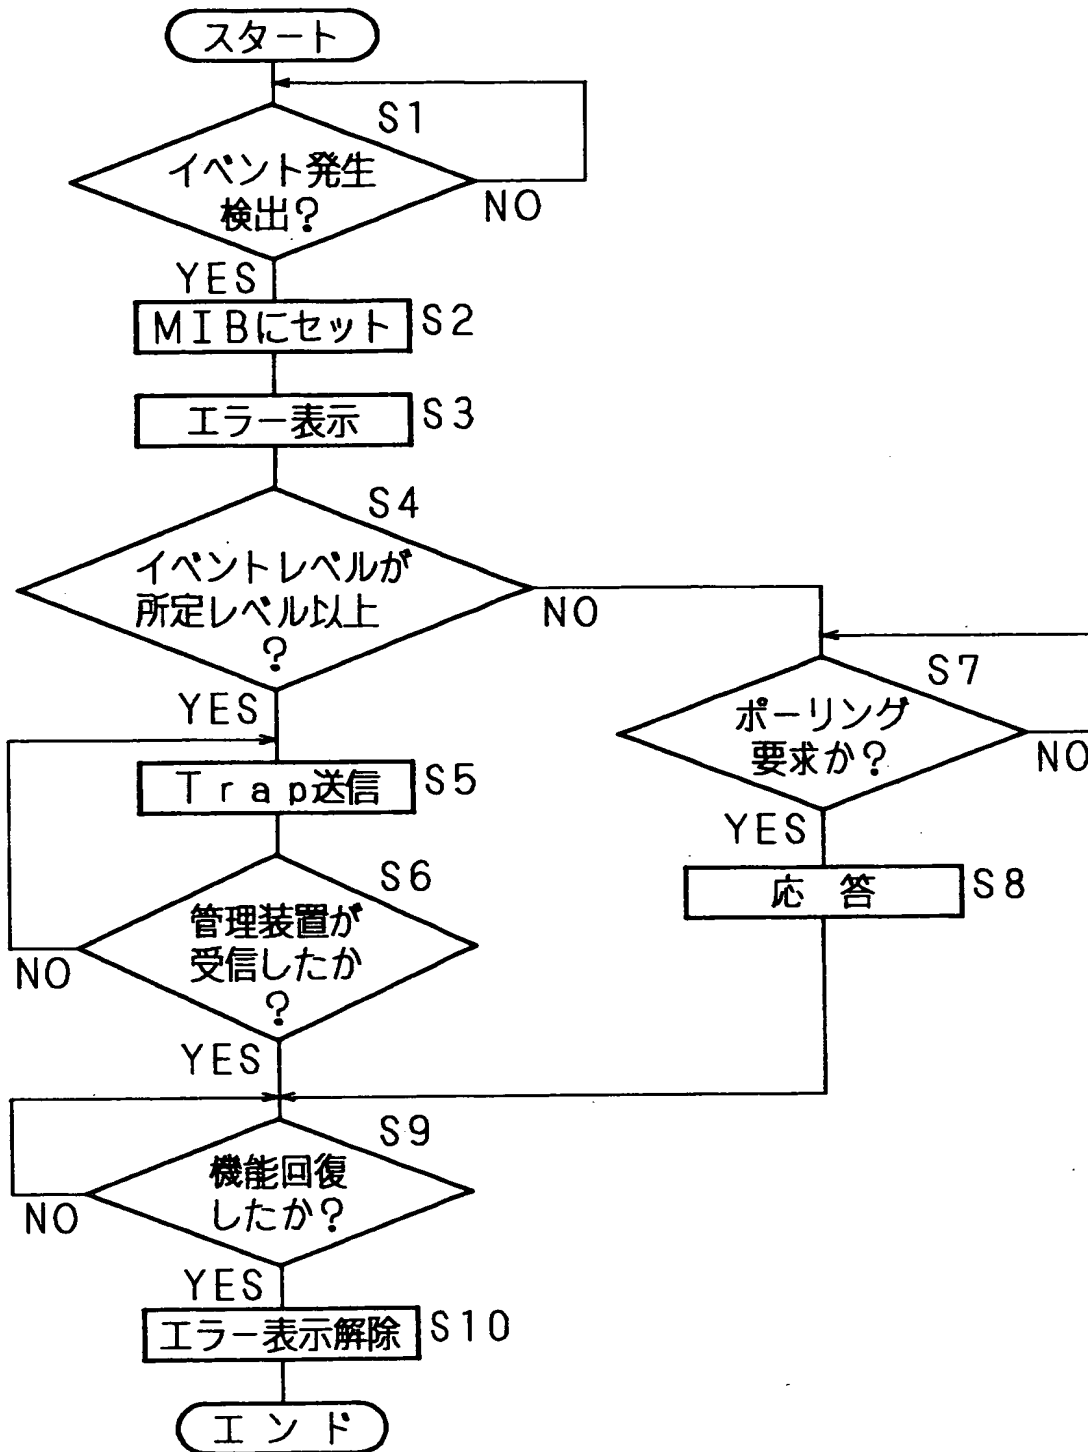 スタート
S1
イベント発生
検出？
NO
YES
MIBにセット S2
エラー表示 S3
S4
イベントレベルが
所定レベル以上
？
NO
YES
Trap送信 S5
S6
管理装置が
受信したか
？
NO
YES
S7
ポーリング
要求か？
NO
YES
応 答 S8
S9
機能回復
したか？
NO
YES
エラー表示解除 S10
エ ン ド